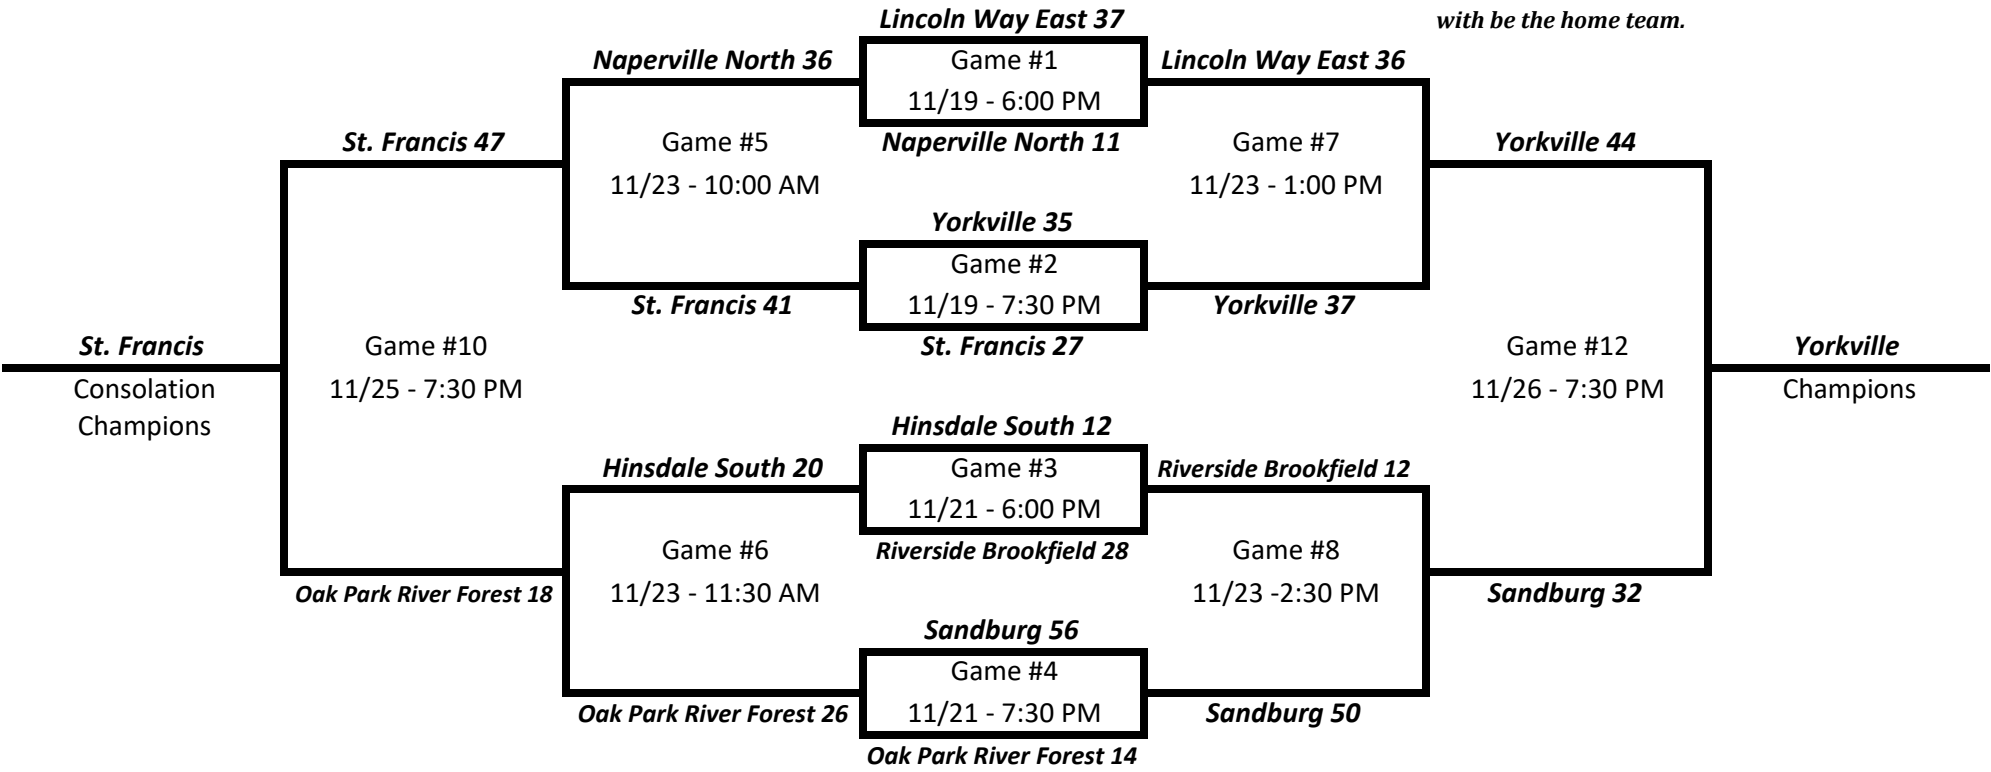 Lincoln Way East 37
with be the home team.
Naperville North 36
Game #1
Lincoln Way East 36
11/19 - 6:00 PM
St. Francis 47
Game #5
Naperville North 11
Game #7
Yorkville 44
11/23 - 10:00 AM
11/23 - 1:00 PM
Yorkville 35
Game #2
St. Francis 41
11/19 - 7:30 PM
Yorkville 37
St. Francis
Game #10
St. Francis 27
Game #12
Yorkville
Consolation
Champions
11/25 - 7:30 PM
11/26 - 7:30 PM
Champions
Hinsdale South 12
Hinsdale South 20
Game #3
Riverside Brookfield 12
11/21 - 6:00 PM
Game #6
Riverside Brookfield 28
Game #8
Oak Park River Forest 18
11/23 - 11:30 AM
11/23 -2:30 PM
Sandburg 32
Sandburg 56
Game #4
Oak Park River Forest 26
11/21 - 7:30 PM
Sandburg 50
Oak Park River Forest 14